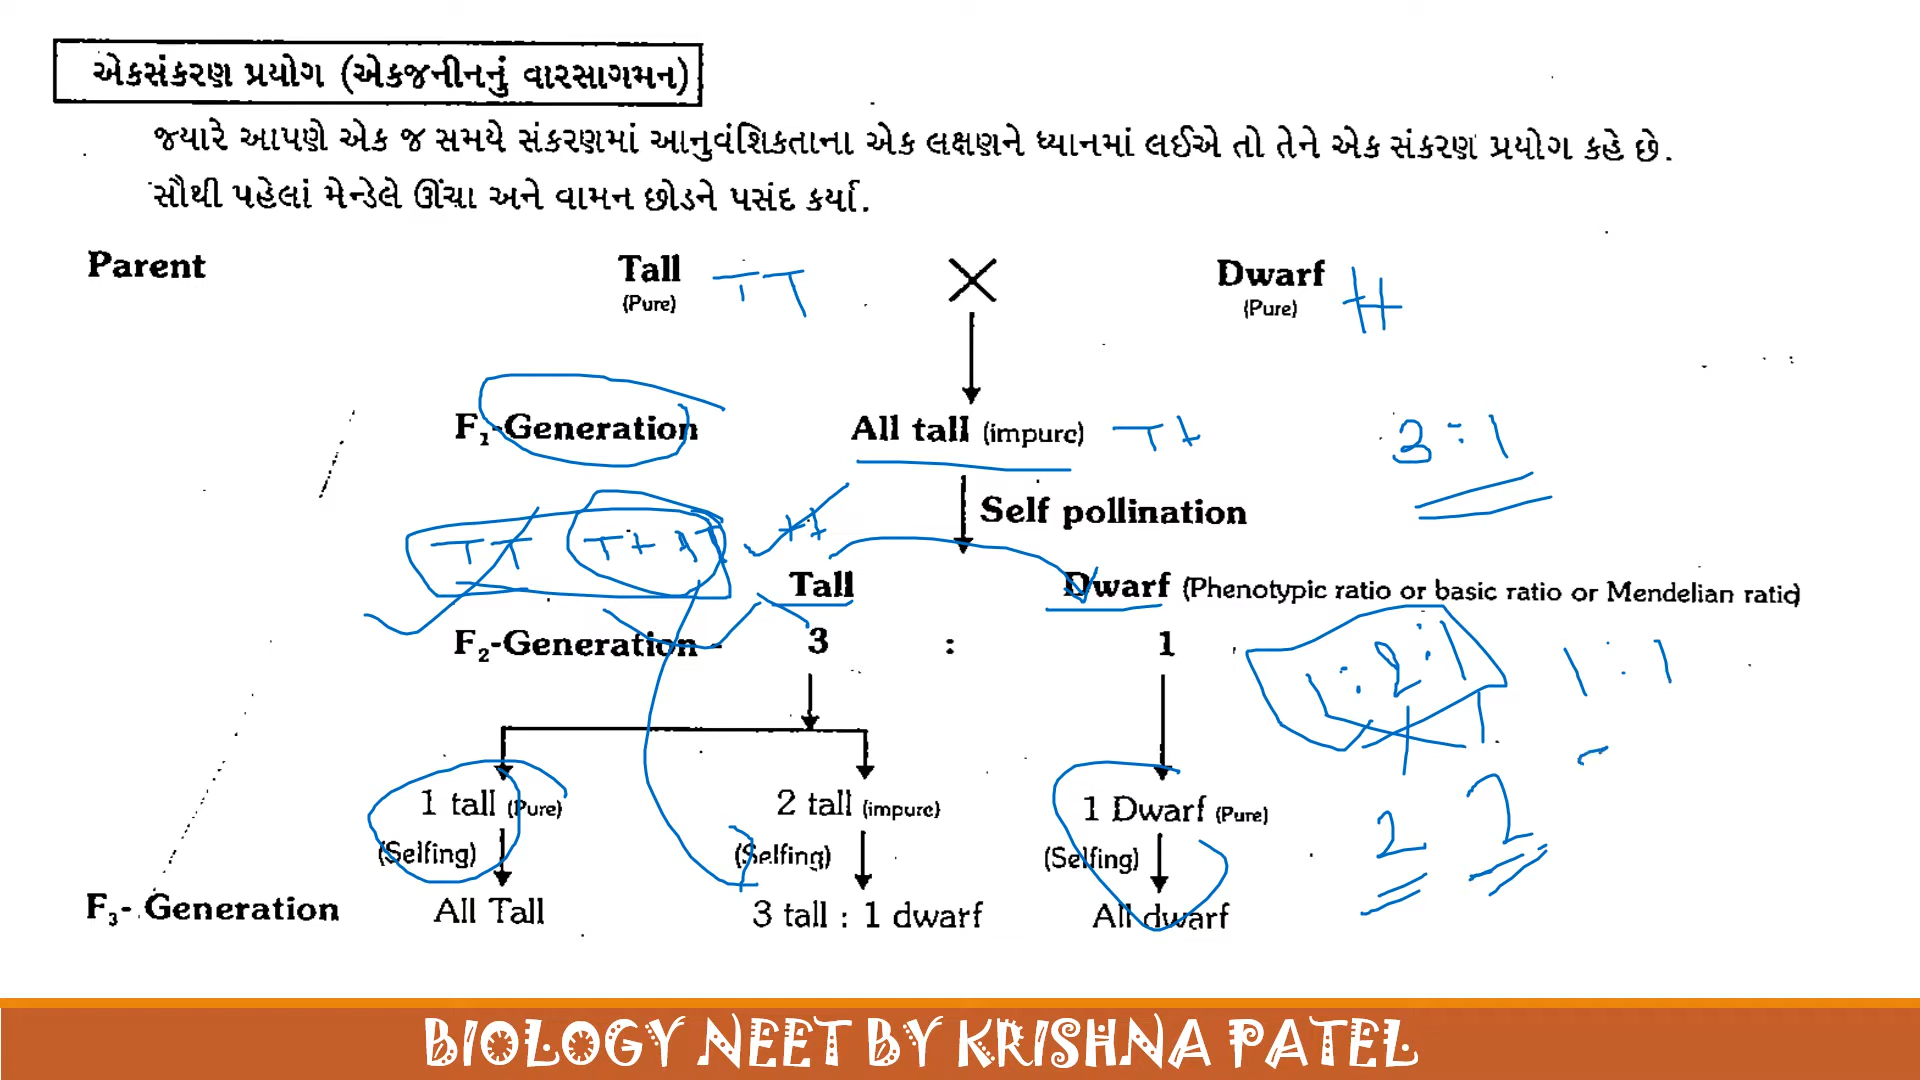 એકસંકરણ પ્રયોગ (એકજનીનનું વારસાગમન)
જ્યારે આપણે એક જ સમયે સંકરણમાં આનુવંશિકતાના એક લક્ષણને ધ્યાનમાં લઈએ તો તેને એક સંકરણ પ્રયોગ કહે છે.
સૌથી પહેલાં મેન્ડેલે ઊંચા અને વામન છોડને પસંદ કર્યા.
Parent Tall TT Dwarf tt
(Pure) (Pure)
F₁-Generation All tall (impure) Tt 3 : 1
Self pollination
TT Tt tT tt
Tall Dwarf (Phenotypic ratio or basic ratio or Mendelian ratio)
F₂-Generation - 3 : 1 1 : 2 : 1 1 : 1
1 tall (Pure) 2 tall (impure) 1 Dwarf (Pure)
(Selfing) (Selfing) (Selfing) 2
F₃- Generation All Tall 3 tall : 1 dwarf All dwarf
BIOLOGY NEET BY KRISHNA PATEL